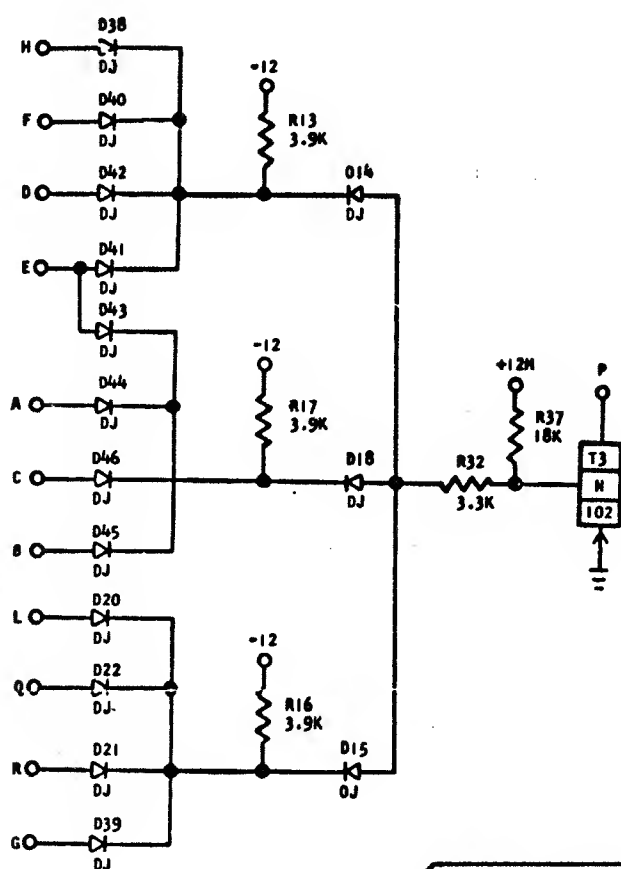 D38
H
DJ
D40
F
DJ
D42
D
DJ
D41
E
DJ
D43
DJ
D44
A
DJ
D46
C
DJ
D45
B
DJ
D20
L
DJ
D22
Q
DJ
D21
R
DJ
D39
G
DJ
-12
R13
3.9K
D14
DJ
-12
R17
3.9K
D18
DJ
-12
R16
3.9K
D15
DJ
R32
3.3K
+12M
R37
18K
P
T3
N
102